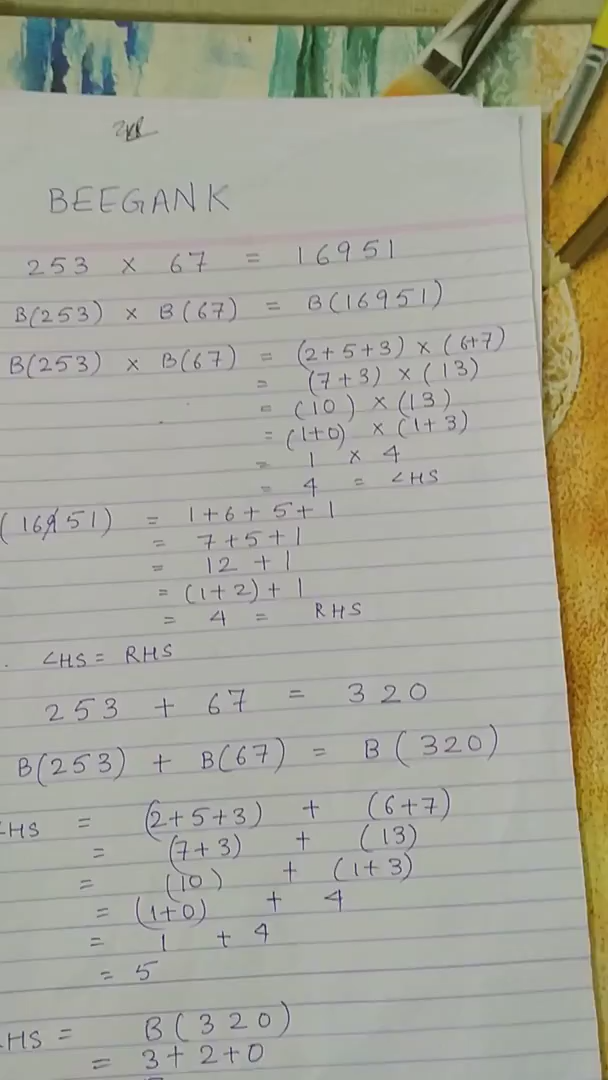 BEEGANK
253 × 67 = 16951
B(253) × B(67) = B(16951)
B(253) × B(67) = (2+5+3) × (6+7)
= (7+3) × (13)
= (10) × (13)
= (1+0) × (1+3)
= 1 × 4
= 4 = LHS
(16951) = 1+6+5+1
= 7+5+1
= 12 + 1
= (1+2)+1
= 4 = RHS
. LHS = RHS
253 + 67 = 320
B(253) + B(67) = B(320)
LHS = (2+5+3) + (6+7)
= (7+3) + (13)
= (10) + (1+3)
= (1+0) + 4
= 1 + 4
= 5
HS = B(320)
= 3+2+0